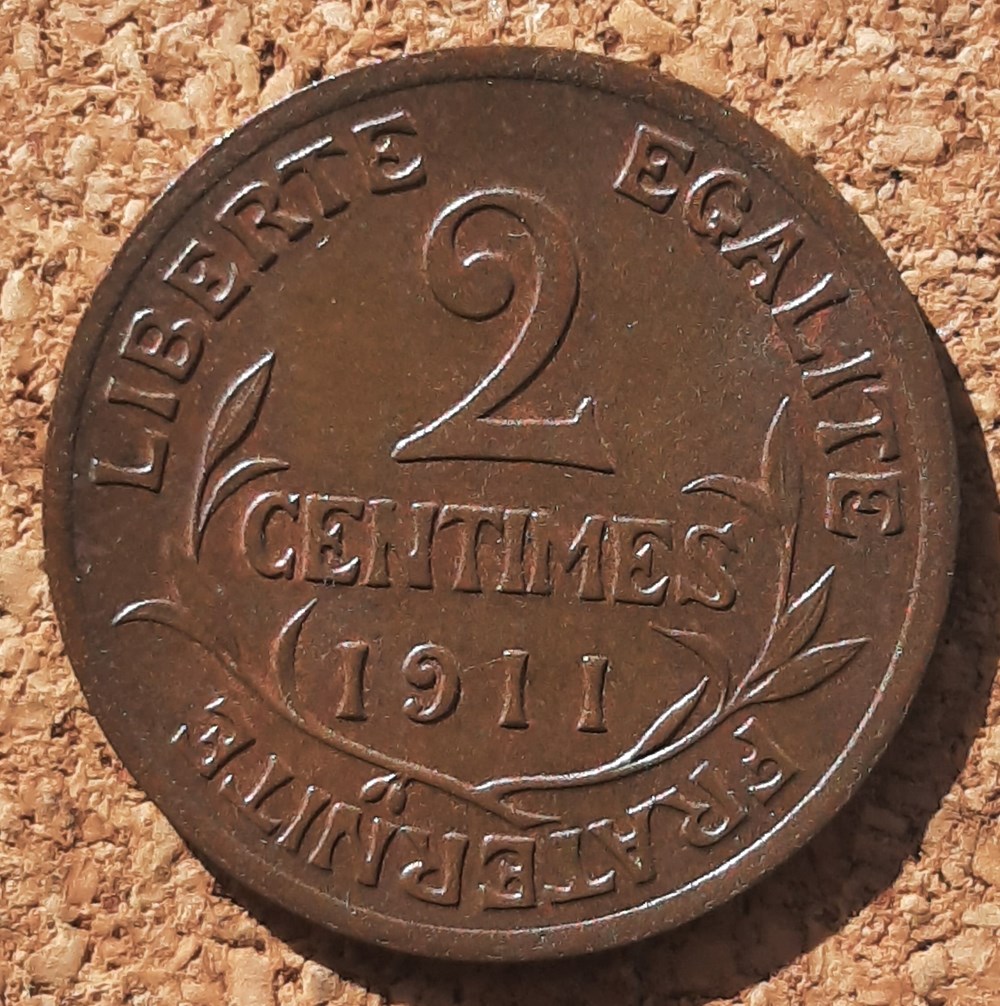 LIBERTE EGALITE FRATERNITE
2
CENTIMES
1911